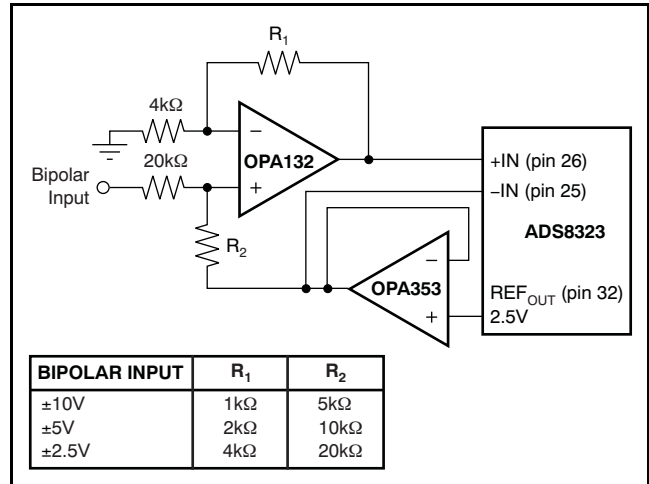 R1
4kΩ
−
OPA132
+
20kΩ
Bipolar
Input
R2
+IN (pin 26)
−IN (pin 25)
ADS8323
REFOUT (pin 32)
2.5V
−
OPA353
+
BIPOLAR INPUT R1 R2
±10V 1kΩ 5kΩ
±5V 2kΩ 10kΩ
±2.5V 4kΩ 20kΩ